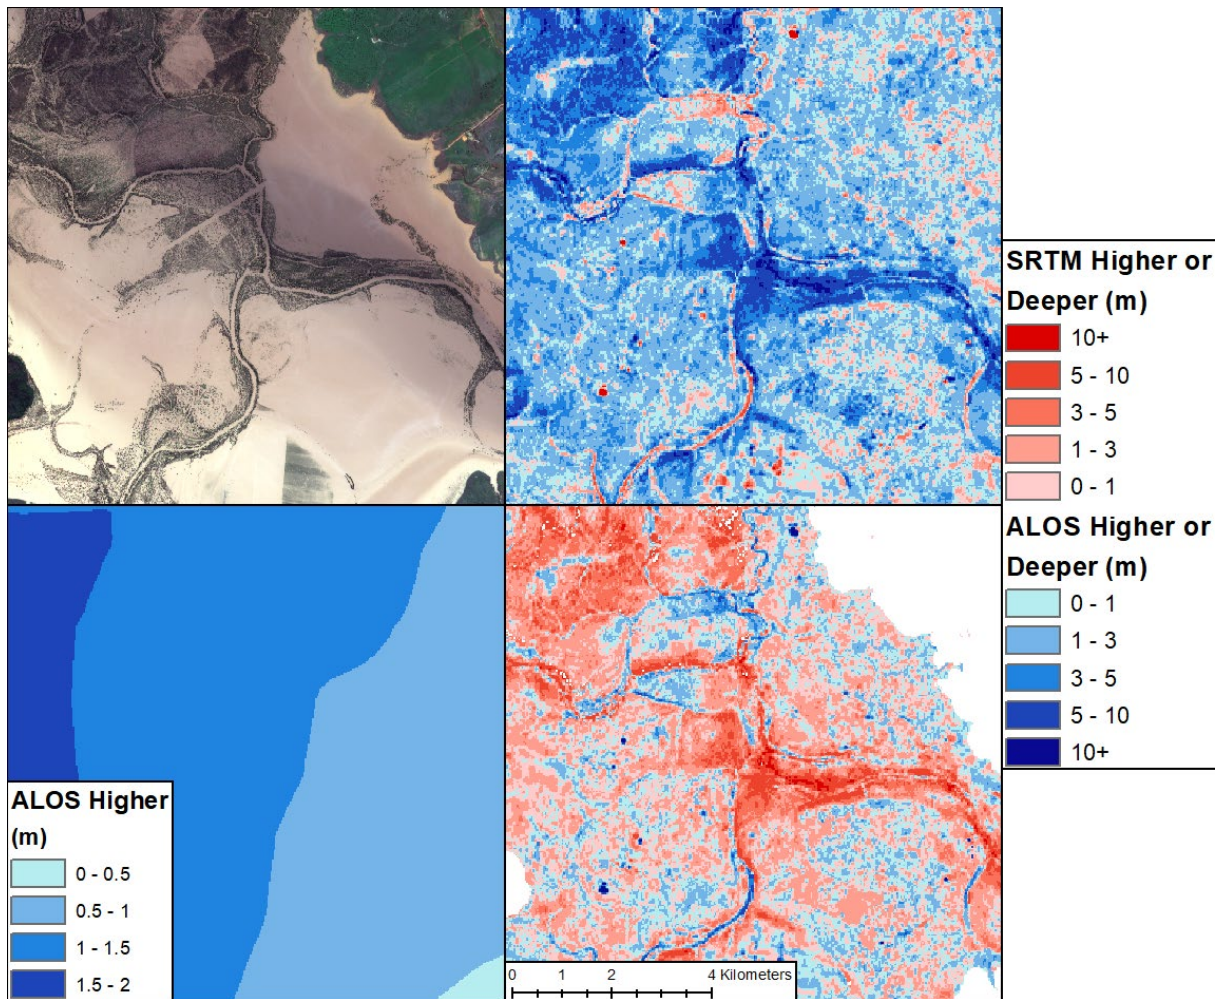 SRTM Higher or
Deeper (m)
10+
5 - 10
3 - 5
1 - 3
0 - 1
ALOS Higher or
Deeper (m)
0 - 1
1 - 3
3 - 5
5 - 10
10+
ALOS Higher
(m)
0 - 0.5
0.5 - 1
1 - 1.5
1.5 - 2
0 1 2 4 Kilometers